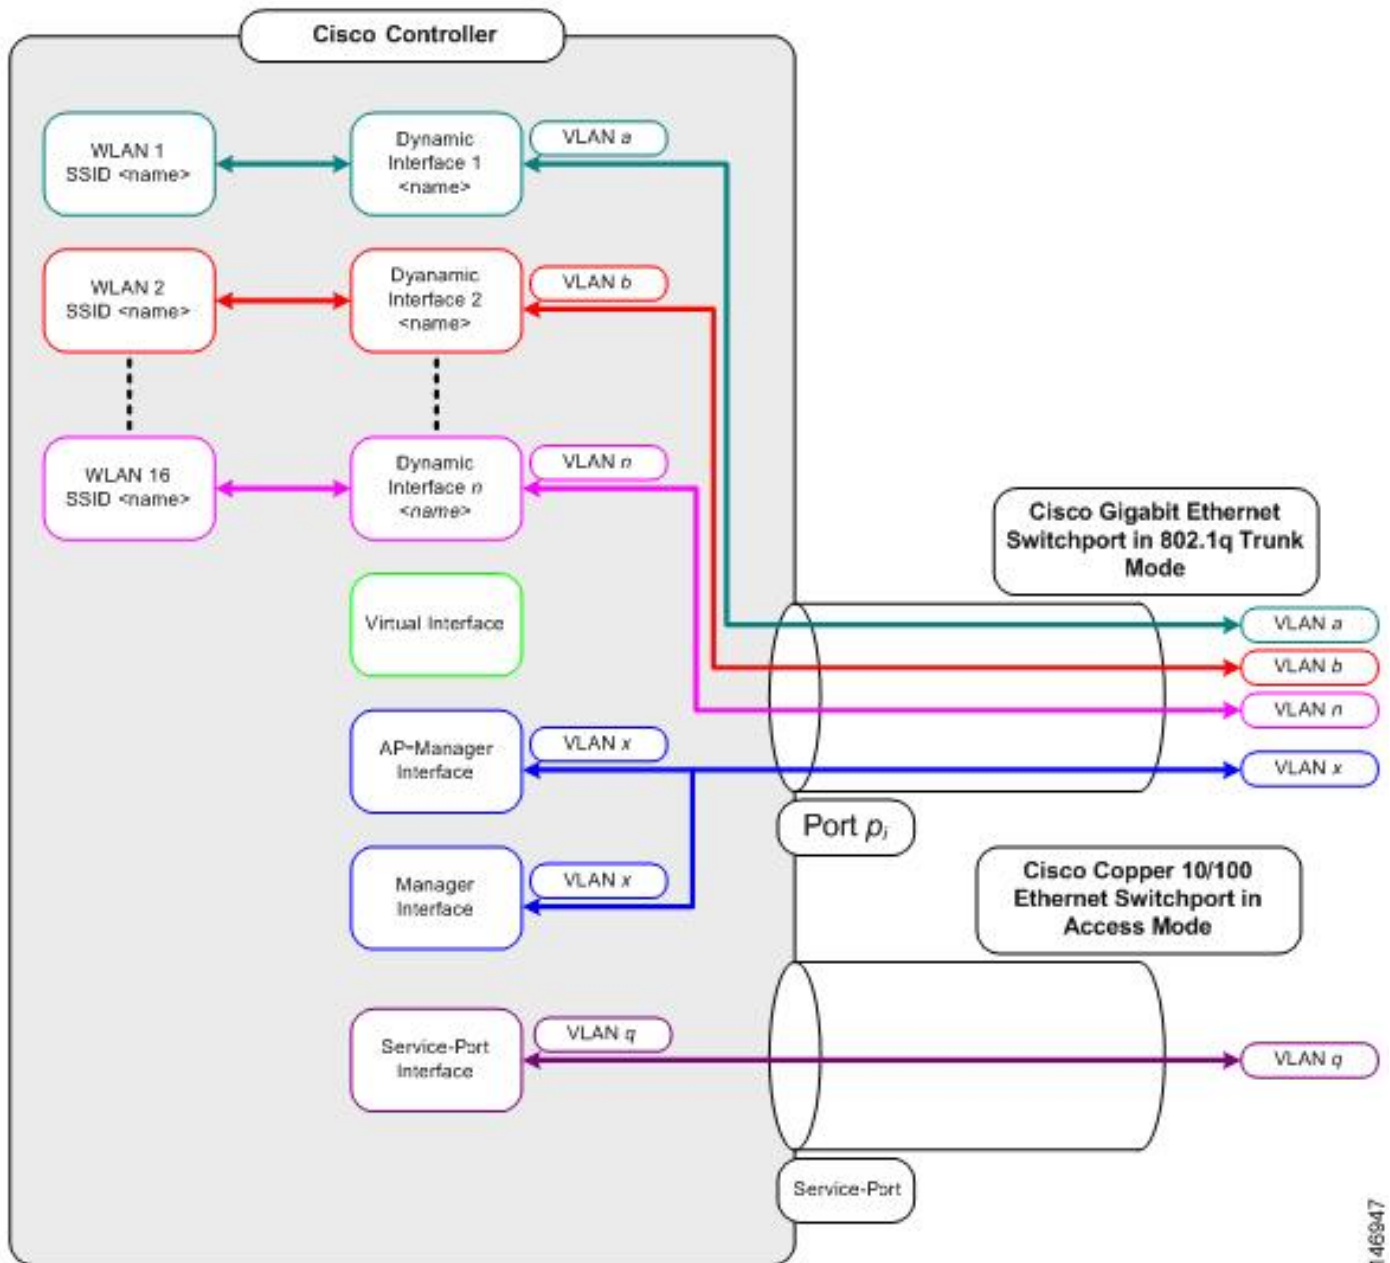 Cisco Controller
WLAN 1
SSID <name>
Dynamic
Interface 1
<name>
VLAN a
WLAN 2
SSID <name>
Dyanamic
Interface 2
<name>
VLAN b
WLAN 16
SSID <name>
Dynamic
Interface n
<name>
VLAN n
Virtual Interface
AP-Manager
Interface
VLAN x
Manager
Interface
VLAN x
Service-Port
Interface
VLAN q
Cisco Gigabit Ethernet
Switchport in 802.1q Trunk
Mode
VLAN a
VLAN b
VLAN n
VLAN x
Port pi
Cisco Copper 10/100
Ethernet Switchport in
Access Mode
VLAN q
Service-Port
146947